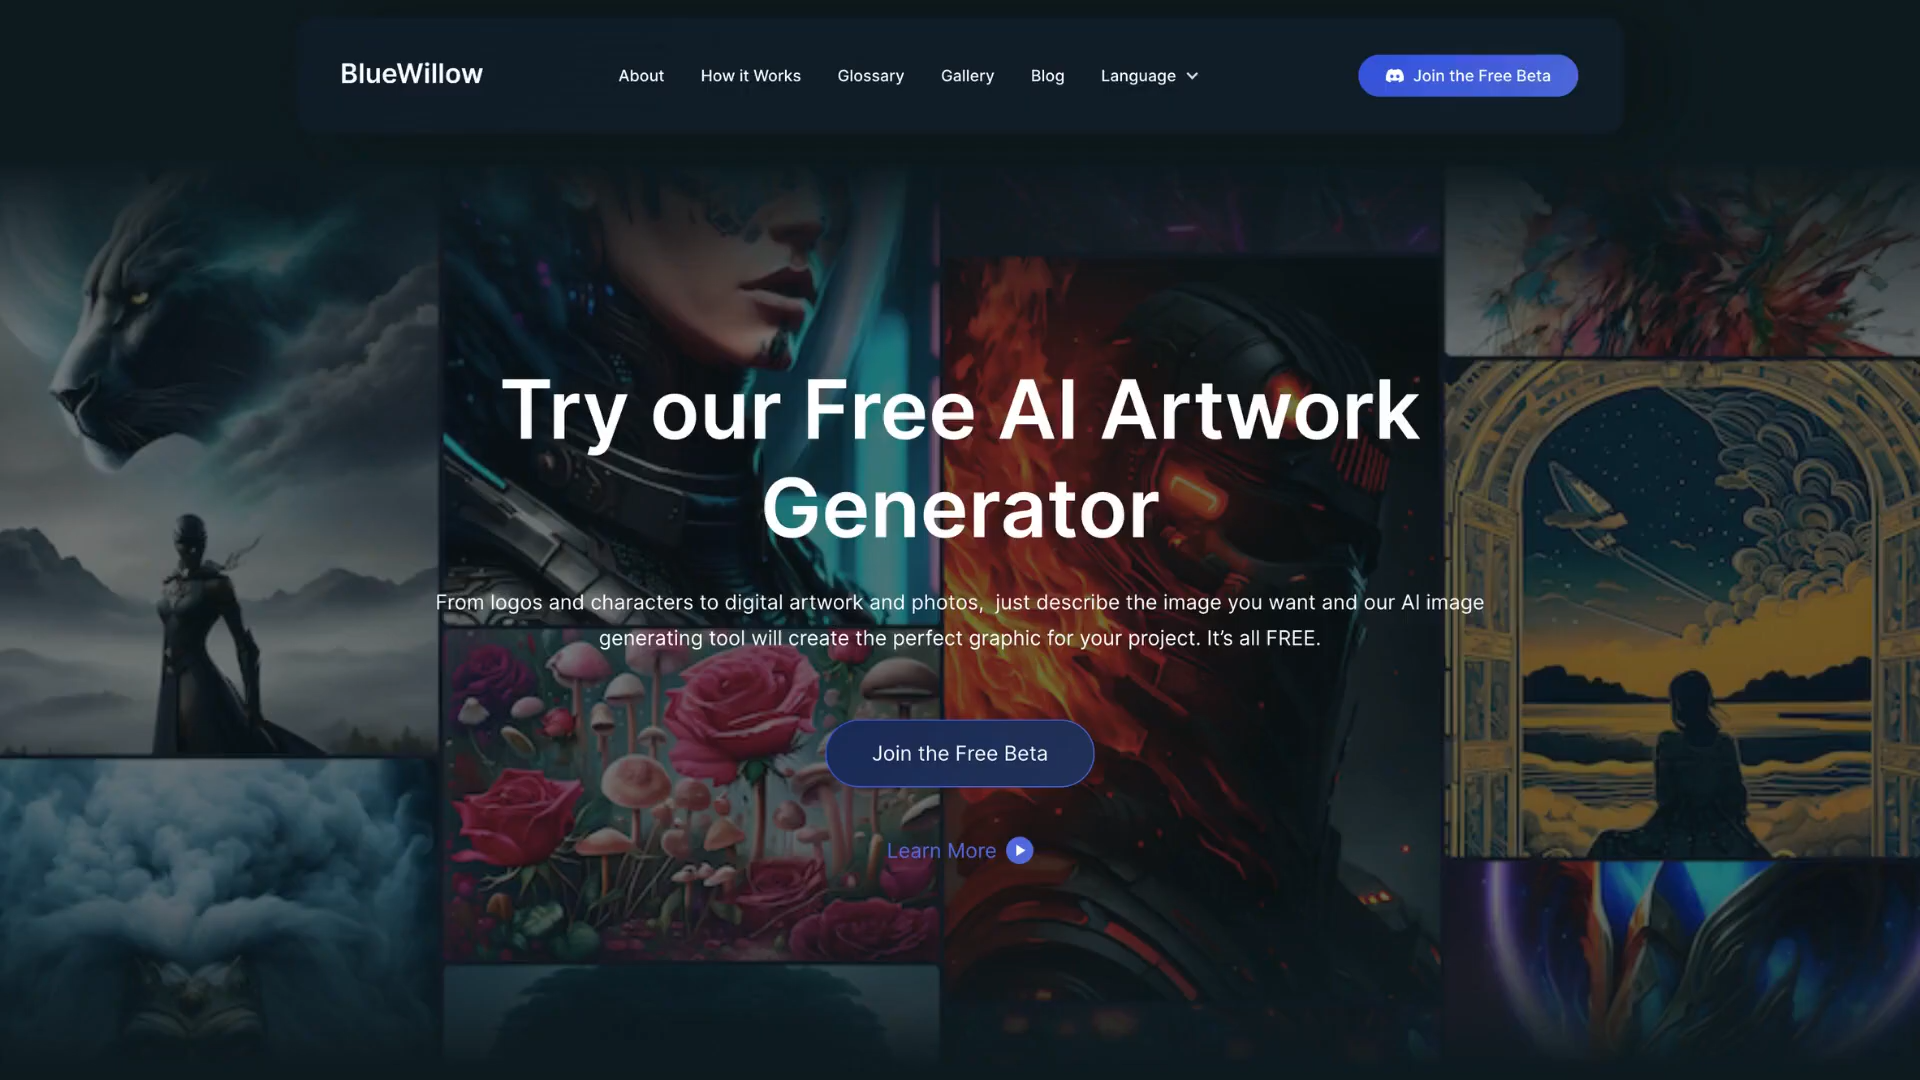 BlueWillow
About
How it Works
Glossary
Gallery
Blog
Language
Join the Free Beta
Try our Free AI Artwork
Generator
From logos and characters to digital artwork and photos,  just describe the image you want and our AI image
generating tool will create the perfect graphic for your project. It’s all FREE.
Join the Free Beta
Learn More